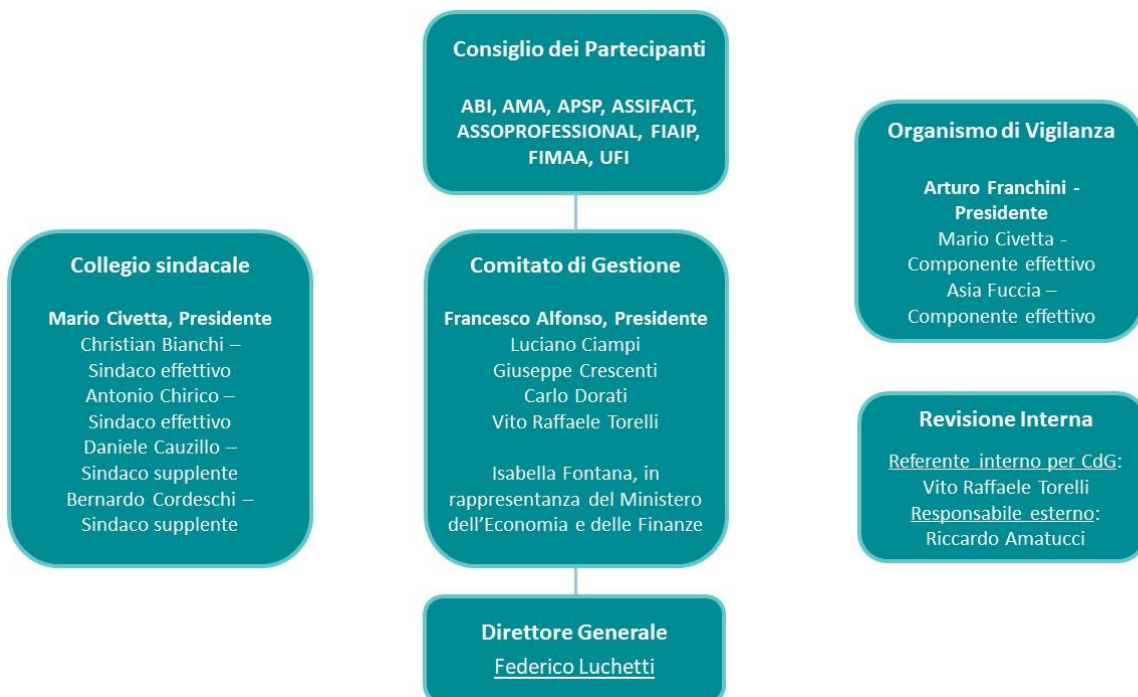 Consiglio dei Partecipanti
ABI, AMA, APSP, ASSIFACT,
ASSOPROFESSIONAL, FIAIP,
FIMAA, UFI
Organismo di Vigilanza
Arturo Franchini -
Presidente
Mario Civetta -
Componente effettivo
Asia Fuccia –
Componente effettivo
Collegio sindacale
Mario Civetta, Presidente
Christian Bianchi –
Sindaco effettivo
Antonio Chirico –
Sindaco effettivo
Daniele Cauzillo –
Sindaco supplente
Bernardo Cordeschi –
Sindaco supplente
Comitato di Gestione
Francesco Alfonso, Presidente
Luciano Ciampi
Giuseppe Crescenti
Carlo Dorati
Vito Raffaele Torelli
Isabella Fontana, in
rappresentanza del Ministero
dell’Economia e delle Finanze
Revisione Interna
Referente interno per CdG:
Vito Raffaele Torelli
Responsabile esterno:
Riccardo Amatucci
Direttore Generale
Federico Luchetti